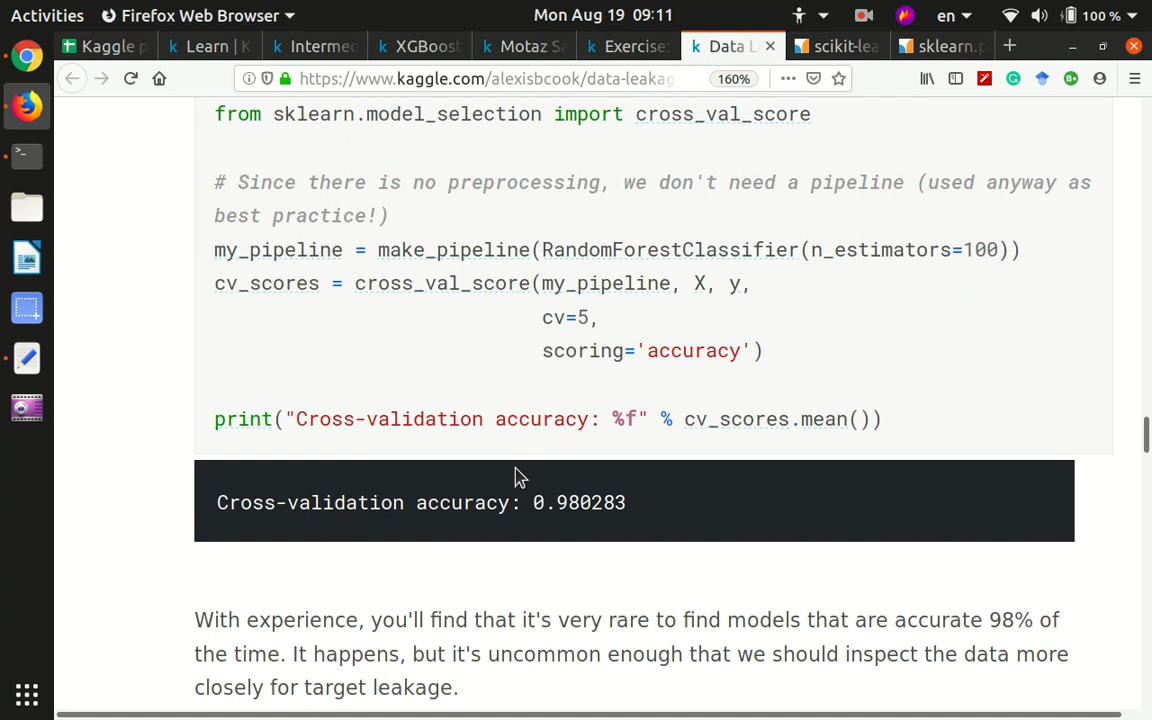 Activities
Firefox Web Browser
Mon Aug 19 09:11
en
100 %
Kaggle p
Learn | K
Intermed
XGBoost
Motaz Sa
Exercise:
Data L
scikit-lea
sklearn.p
https://www.kaggle.com/alexisbcook/data-leakag
160%
from sklearn.model_selection import cross_val_score
# Since there is no preprocessing, we don't need a pipeline (used anyway as
best practice!)
my_pipeline = make_pipeline(RandomForestClassifier(n_estimators=100))
cv_scores = cross_val_score(my_pipeline, X, y,
cv=5,
scoring='accuracy')
print("Cross-validation accuracy: %f" % cv_scores.mean())
Cross-validation accuracy: 0.980283
With experience, you'll find that it's very rare to find models that are accurate 98% of
the time. It happens, but it's uncommon enough that we should inspect the data more
closely for target leakage.